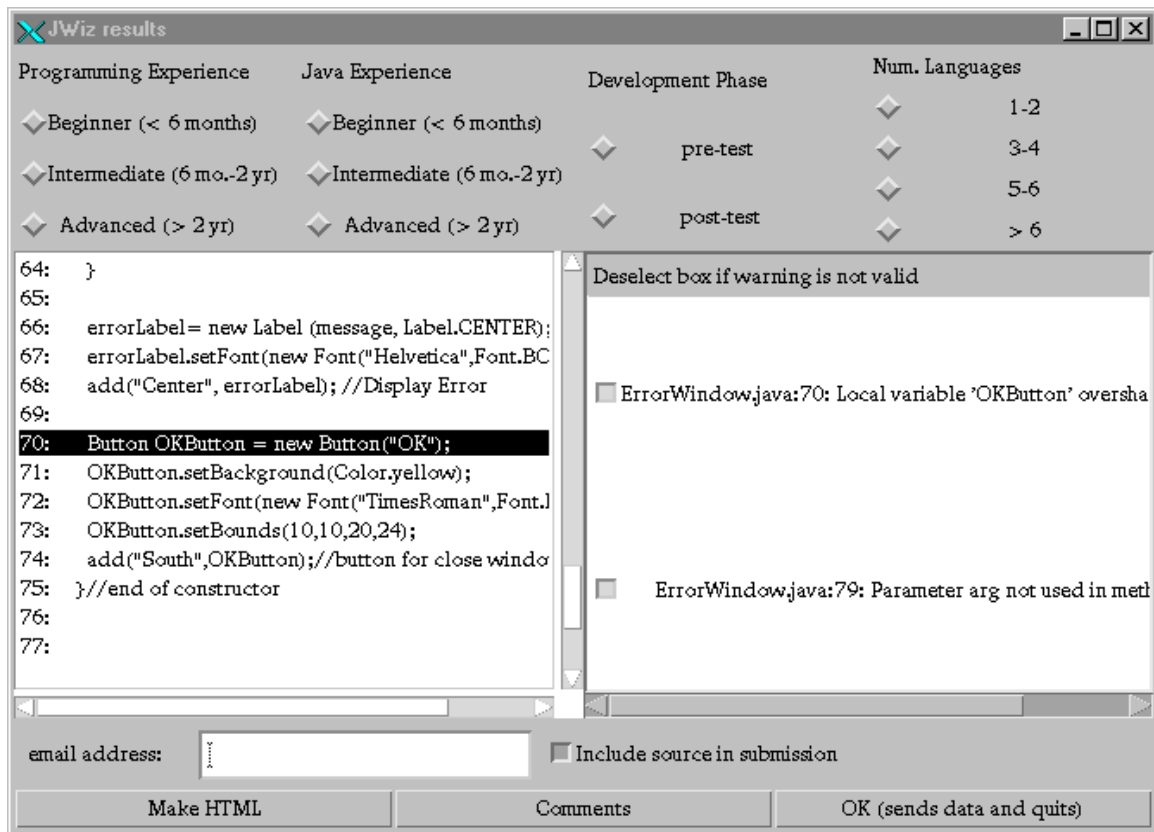 JWiz results
Programming Experience
Beginner (< 6 months)
Intermediate (6 mo.-2 yr)
Advanced (> 2 yr)
Java Experience
Beginner (< 6 months)
Intermediate (6 mo.-2 yr)
Advanced (> 2 yr)
Development Phase
pre-test
post-test
Num. Languages
1-2
3-4
5-6
> 6
64: }
65:
66: errorLabel= new Label (message, Label.CENTER);
67: errorLabel.setFont(new Font("Helvetica",Font.BC
68: add("Center", errorLabel); //Display Error
69:
70: Button OKButton = new Button("OK");
71: OKButton.setBackground(Color.yellow);
72: OKButton.setFont(new Font("TimesRoman",Font.
73: OKButton.setBounds(10,10,20,24);
74: add("South",OKButton);//button for close windo
75: }//end of constructor
76:
77:
Deselect box if warning is not valid
ErrorWindow.java:70: Local variable 'OKButton' oversha
ErrorWindow.java:79: Parameter arg not used in meth
email address:
Include source in submission
Make HTML
Comments
OK (sends data and quits)